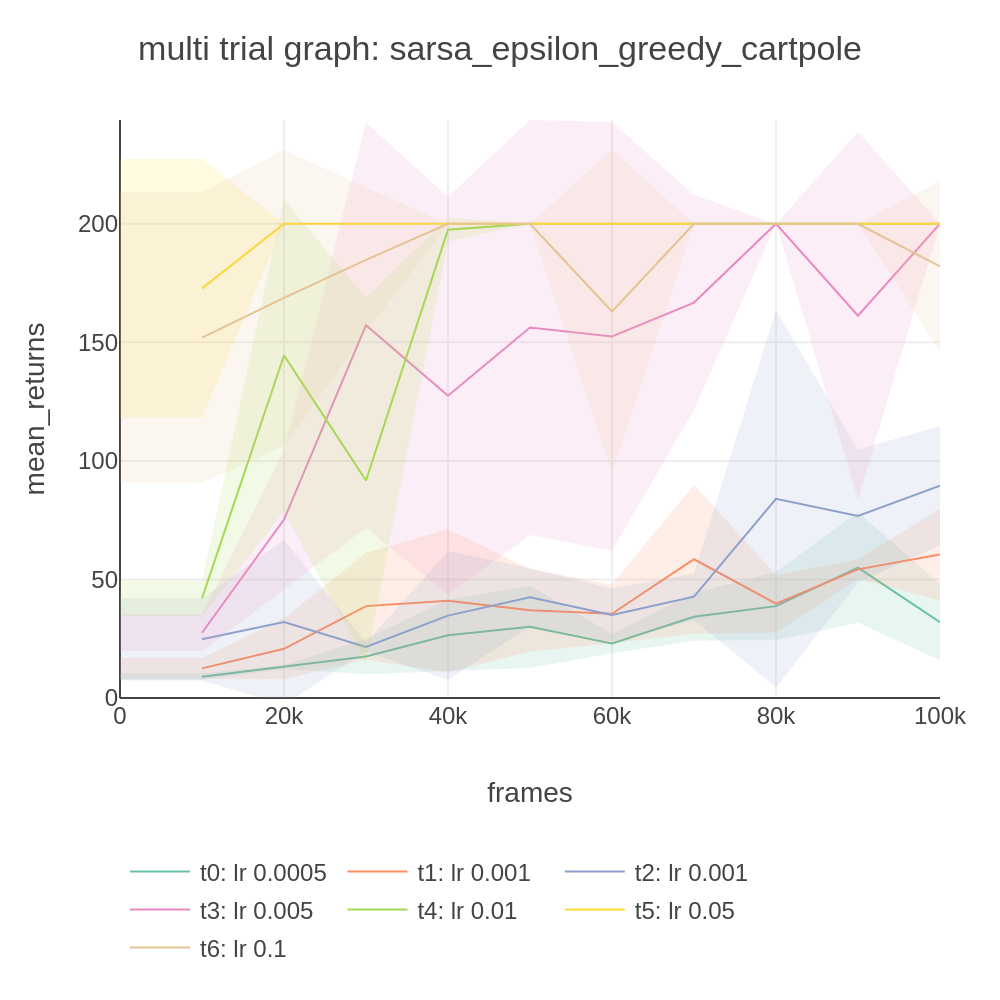 multi trial graph: sarsa_epsilon_greedy_cartpole
mean_returns
200
150
100
50
0
0 20k 40k 60k 80k 100k
frames
t0: lr 0.0005 t1: lr 0.001 t2: lr 0.001
t3: lr 0.005 t4: lr 0.01 t5: lr 0.05
t6: lr 0.1